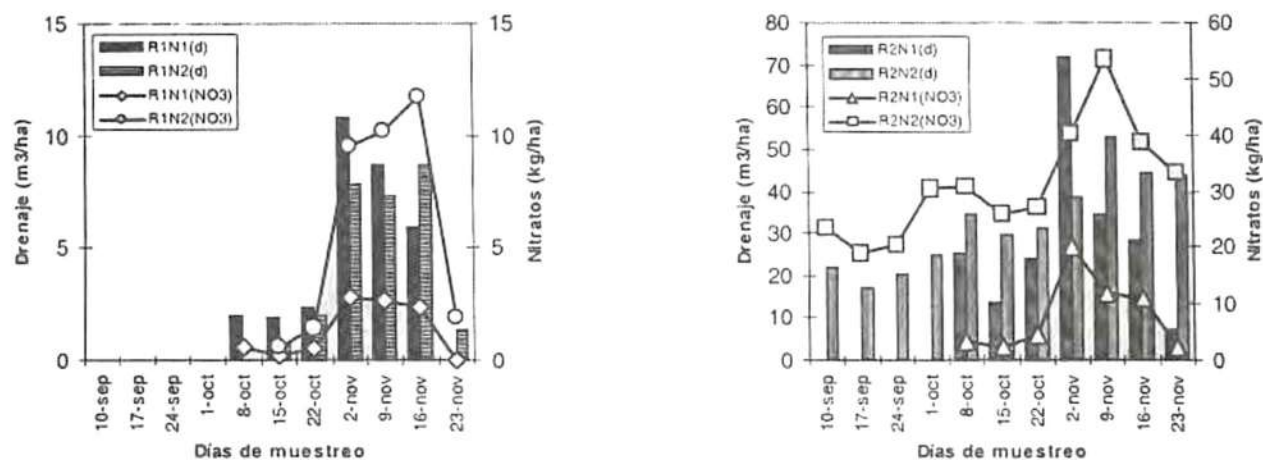 15
10
5
0
Drenaje (m3/ha)
R1N1(d)
R1N2(d)
R1N1(NO3)
R1N2(NO3)
15
10
5
0
Nitratos (kg/ha)
10-sep
17-sep
24-sep
1-oct
8-oct
15-oct
22-oct
2-nov
9-nov
16-nov
23-nov
Días de muestreo
80
70
60
50
40
30
20
10
0
Drenaje (m3/ha)
R2N1(d)
R2N2(d)
R2N1(NO3)
R2N2(NO3)
60
50
40
30
20
10
0
Nitratos (kg/ha)
10-sep
17-sep
24-sep
1-oct
8-oct
15-oct
22-oct
2-nov
9-nov
16-nov
23-nov
Días de muestreo